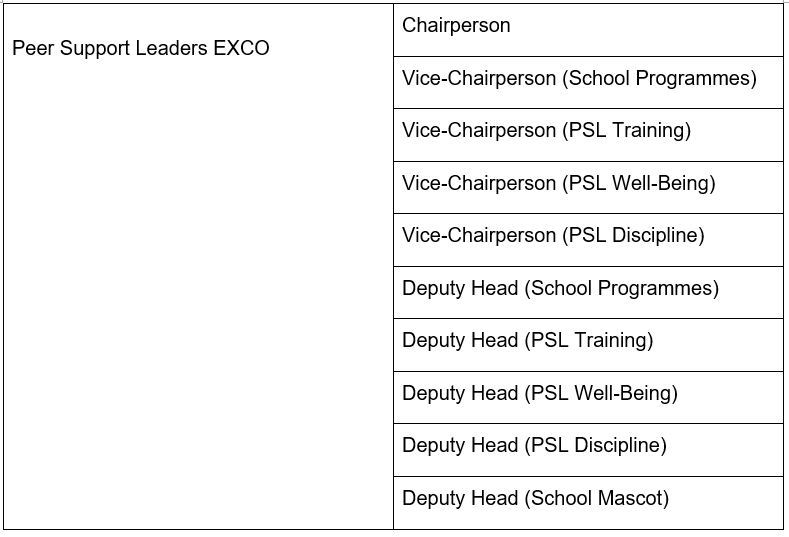 Peer Support Leaders EXCO
Chairperson
Vice-Chairperson (School Programmes)
Vice-Chairperson (PSL Training)
Vice-Chairperson (PSL Well-Being)
Vice-Chairperson (PSL Discipline)
Deputy Head (School Programmes)
Deputy Head (PSL Training)
Deputy Head (PSL Well-Being)
Deputy Head (PSL Discipline)
Deputy Head (School Mascot)